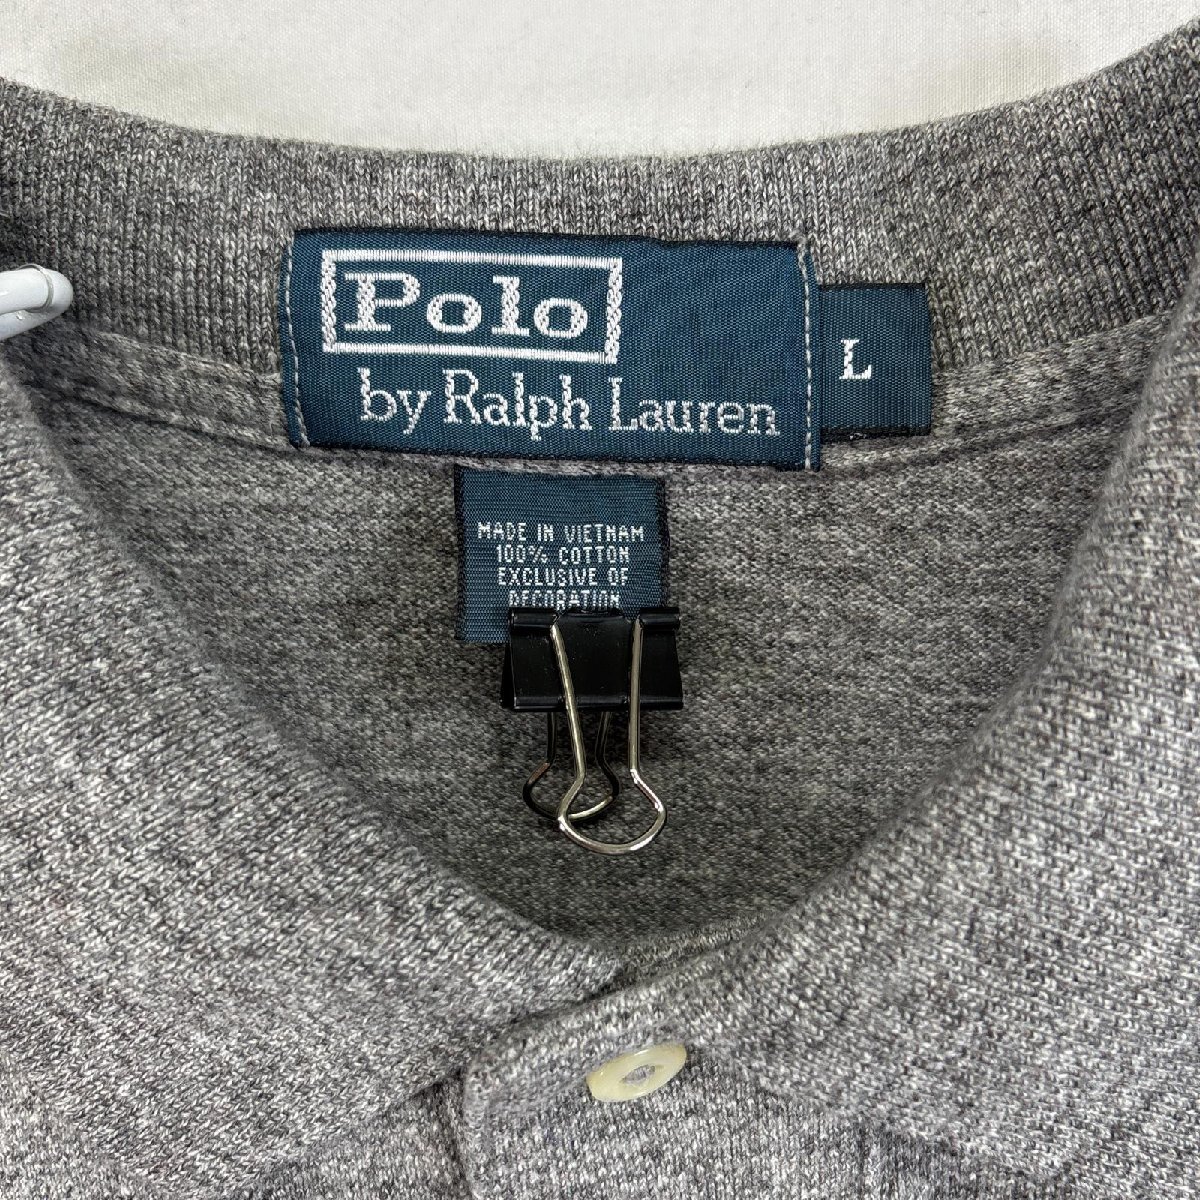 Polo
by Ralph Lauren
L
MADE IN VIETNAM
100% COTTON
EXCLUSIVE OF
DECORATION